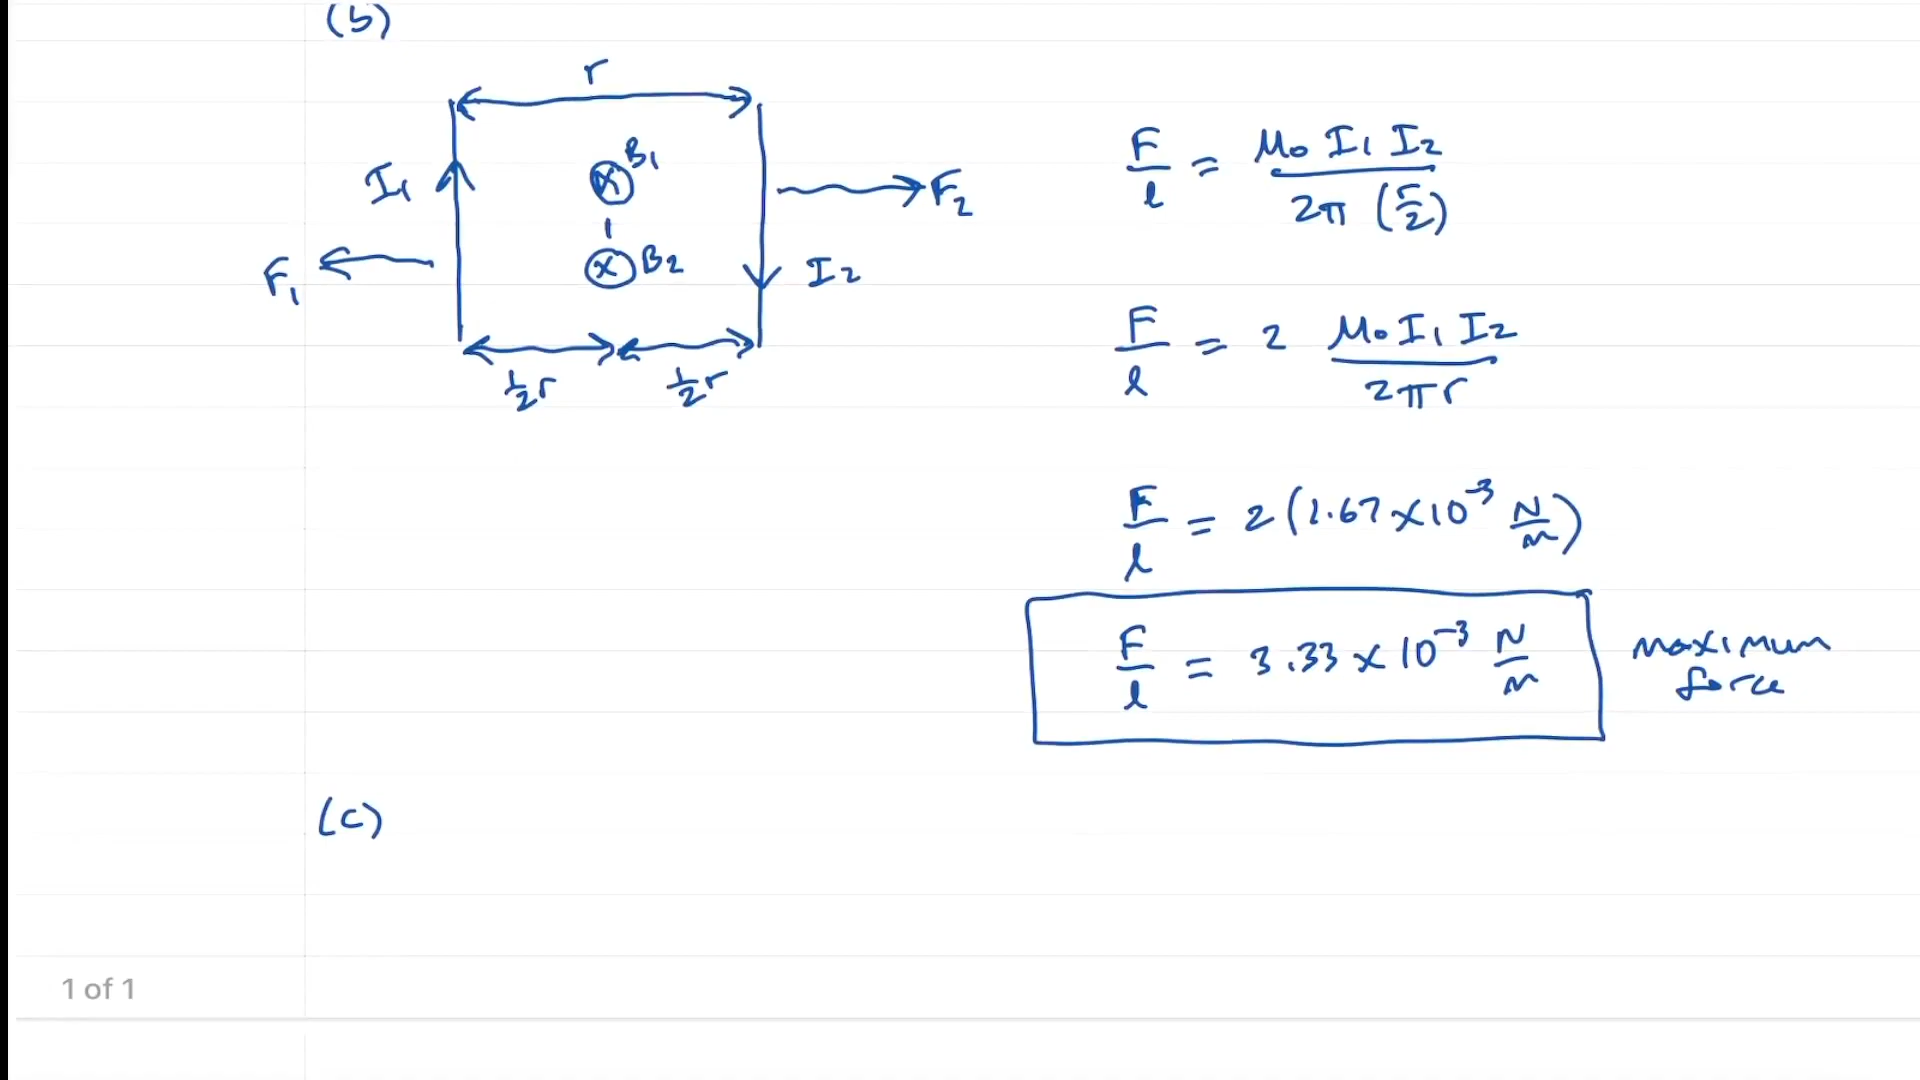 (b)
r
B₁
I₁
F₂
B₂
F₁
I₂
½r ½r
F/l = μ₀ I₁ I₂ / 2π (r/2)
F/l = 2 μ₀ I₁ I₂ / 2πr
F/l = 2 (1.67 × 10⁻³ N/m)
F/l = 3.33 × 10⁻³ N/m
maximum
force
(c)
1 of 1